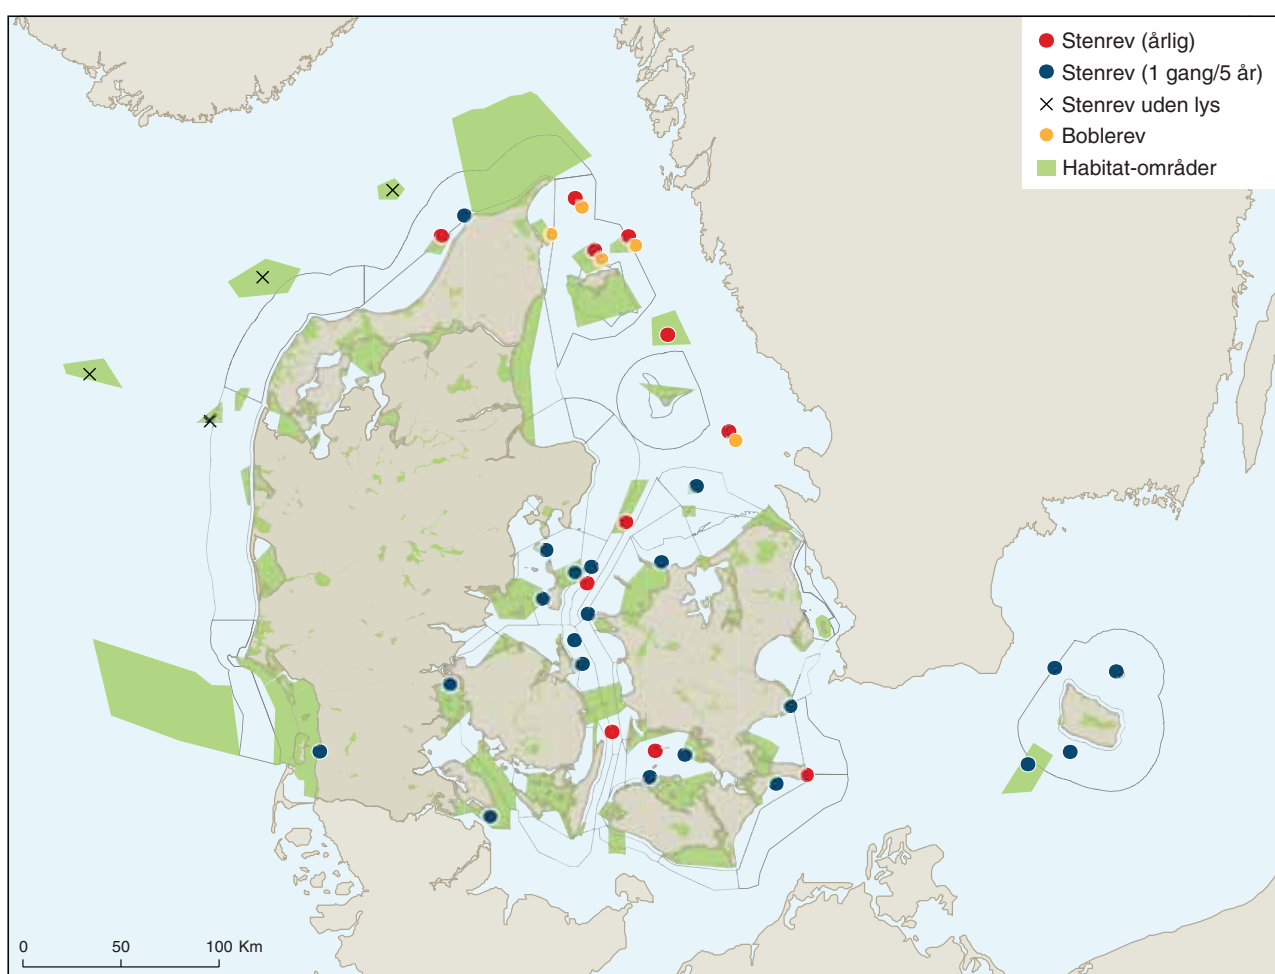 Stenrev (årlig)
Stenrev (1 gang/5 år)
Stenrev uden lys
Boblerev
Habitat-områder
0 50 100 Km